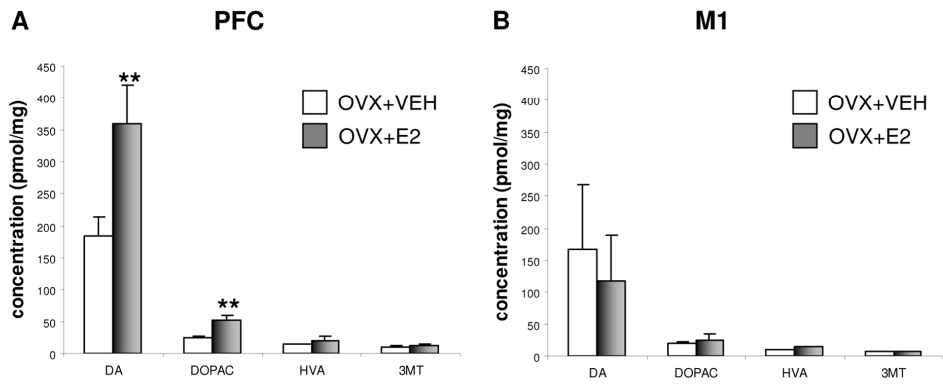 A
PFC
concentration (pmol/mg)
450
400
350
300
250
200
150
100
50
0
**
**
OVX+VEH
OVX+E2
DA
DOPAC
HVA
3MT
B
M1
concentration (pmol/mg)
450
400
350
300
250
200
150
100
50
0
OVX+VEH
OVX+E2
DA
DOPAC
HVA
3MT